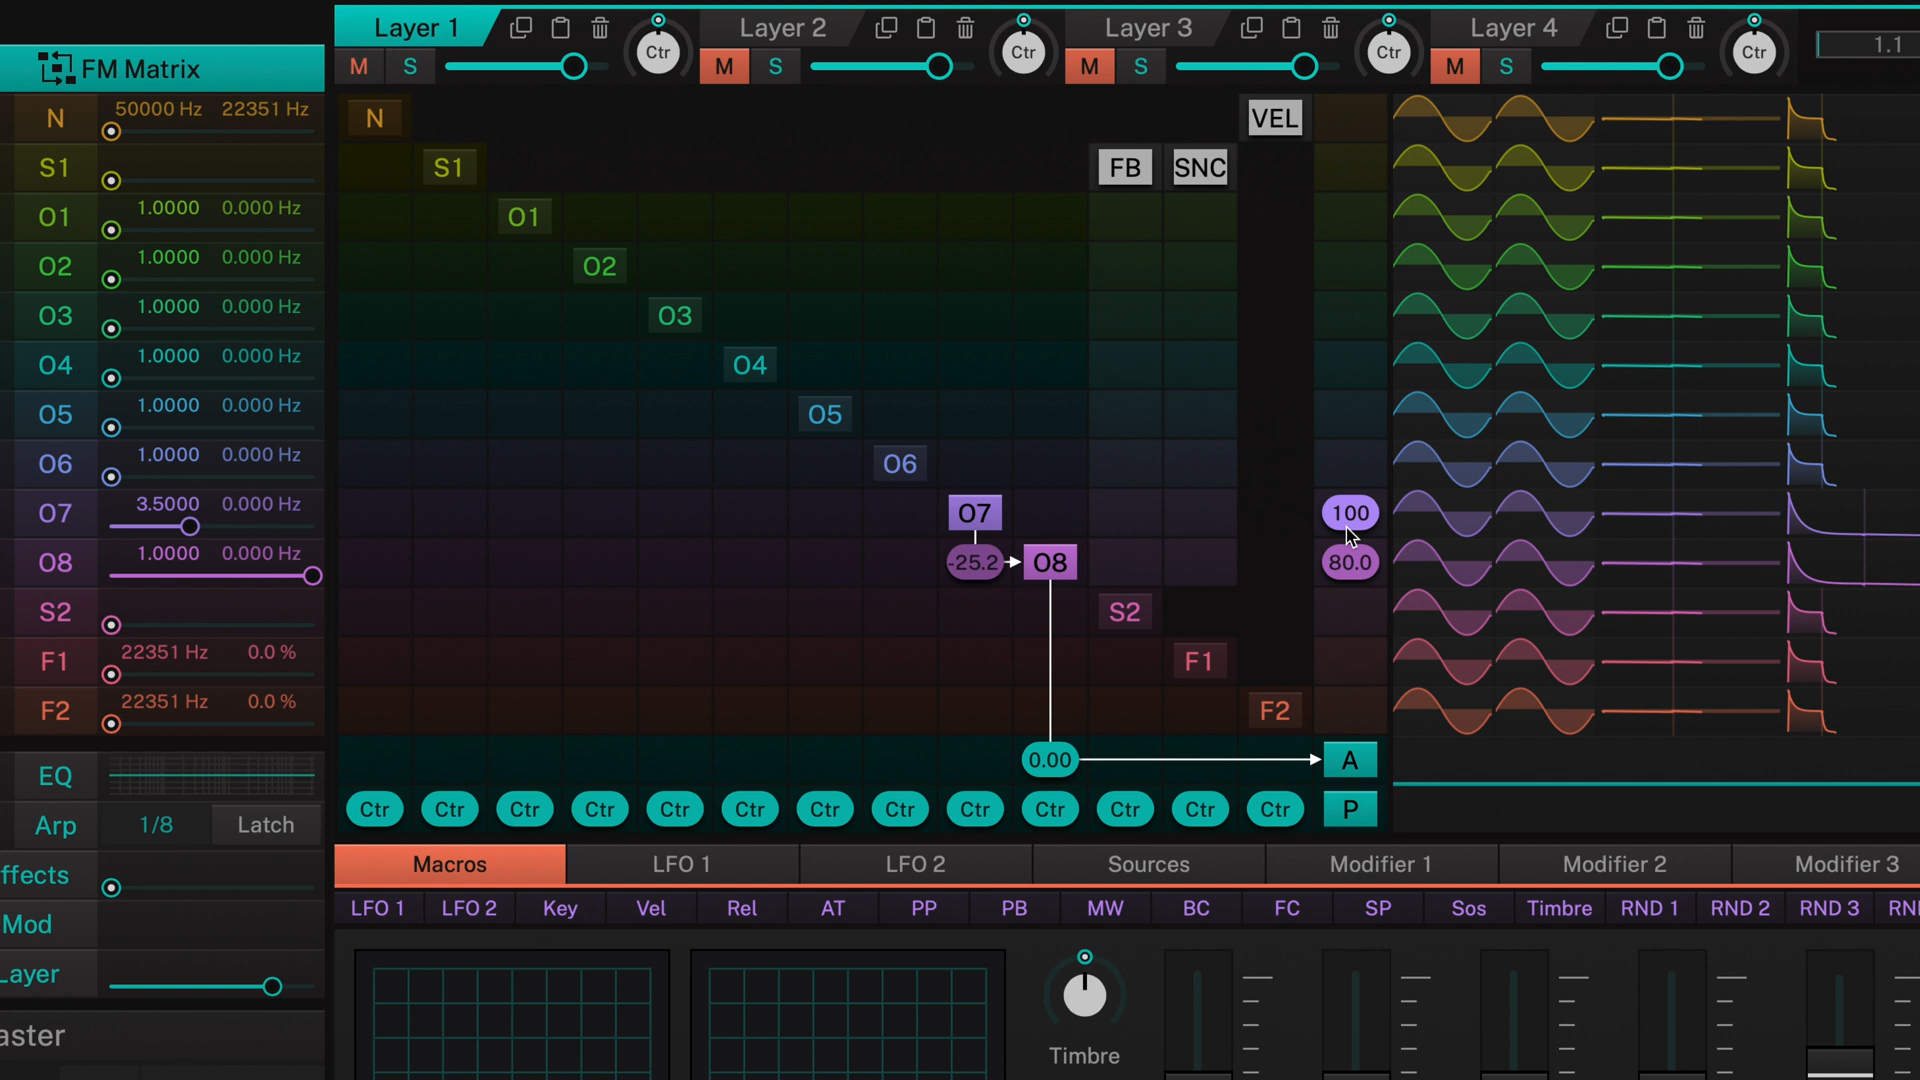 Layer 1 Layer 2 Layer 3 Layer 4 1.1
Ctr Ctr Ctr Ctr
M S M S M S M S
FM Matrix
N 50000 Hz 22351 Hz N VEL
S1 S1 FB SNC
O1 1.0000 0.000 Hz O1
O2 1.0000 0.000 Hz O2
O3 1.0000 0.000 Hz O3
O4 1.0000 0.000 Hz O4
O5 1.0000 0.000 Hz O5
O6 1.0000 0.000 Hz O6
O7 3.5000 0.000 Hz O7 100
O8 1.0000 0.000 Hz -25.2 O8 80.0
S2 S2
F1 22351 Hz 0.0 % F1
F2 22351 Hz 0.0 % F2
EQ 0.00 A
Arp 1/8 Latch Ctr Ctr Ctr Ctr Ctr Ctr Ctr Ctr Ctr Ctr Ctr Ctr Ctr P
ffects Macros LFO 1 LFO 2 Sources Modifier 1 Modifier 2 Modifier 3
Mod LFO 1 LFO 2 Key Vel Rel AT PP PB MW BC FC SP Sos Timbre RND 1 RND 2 RND 3 RN
Layer
aster Timbre